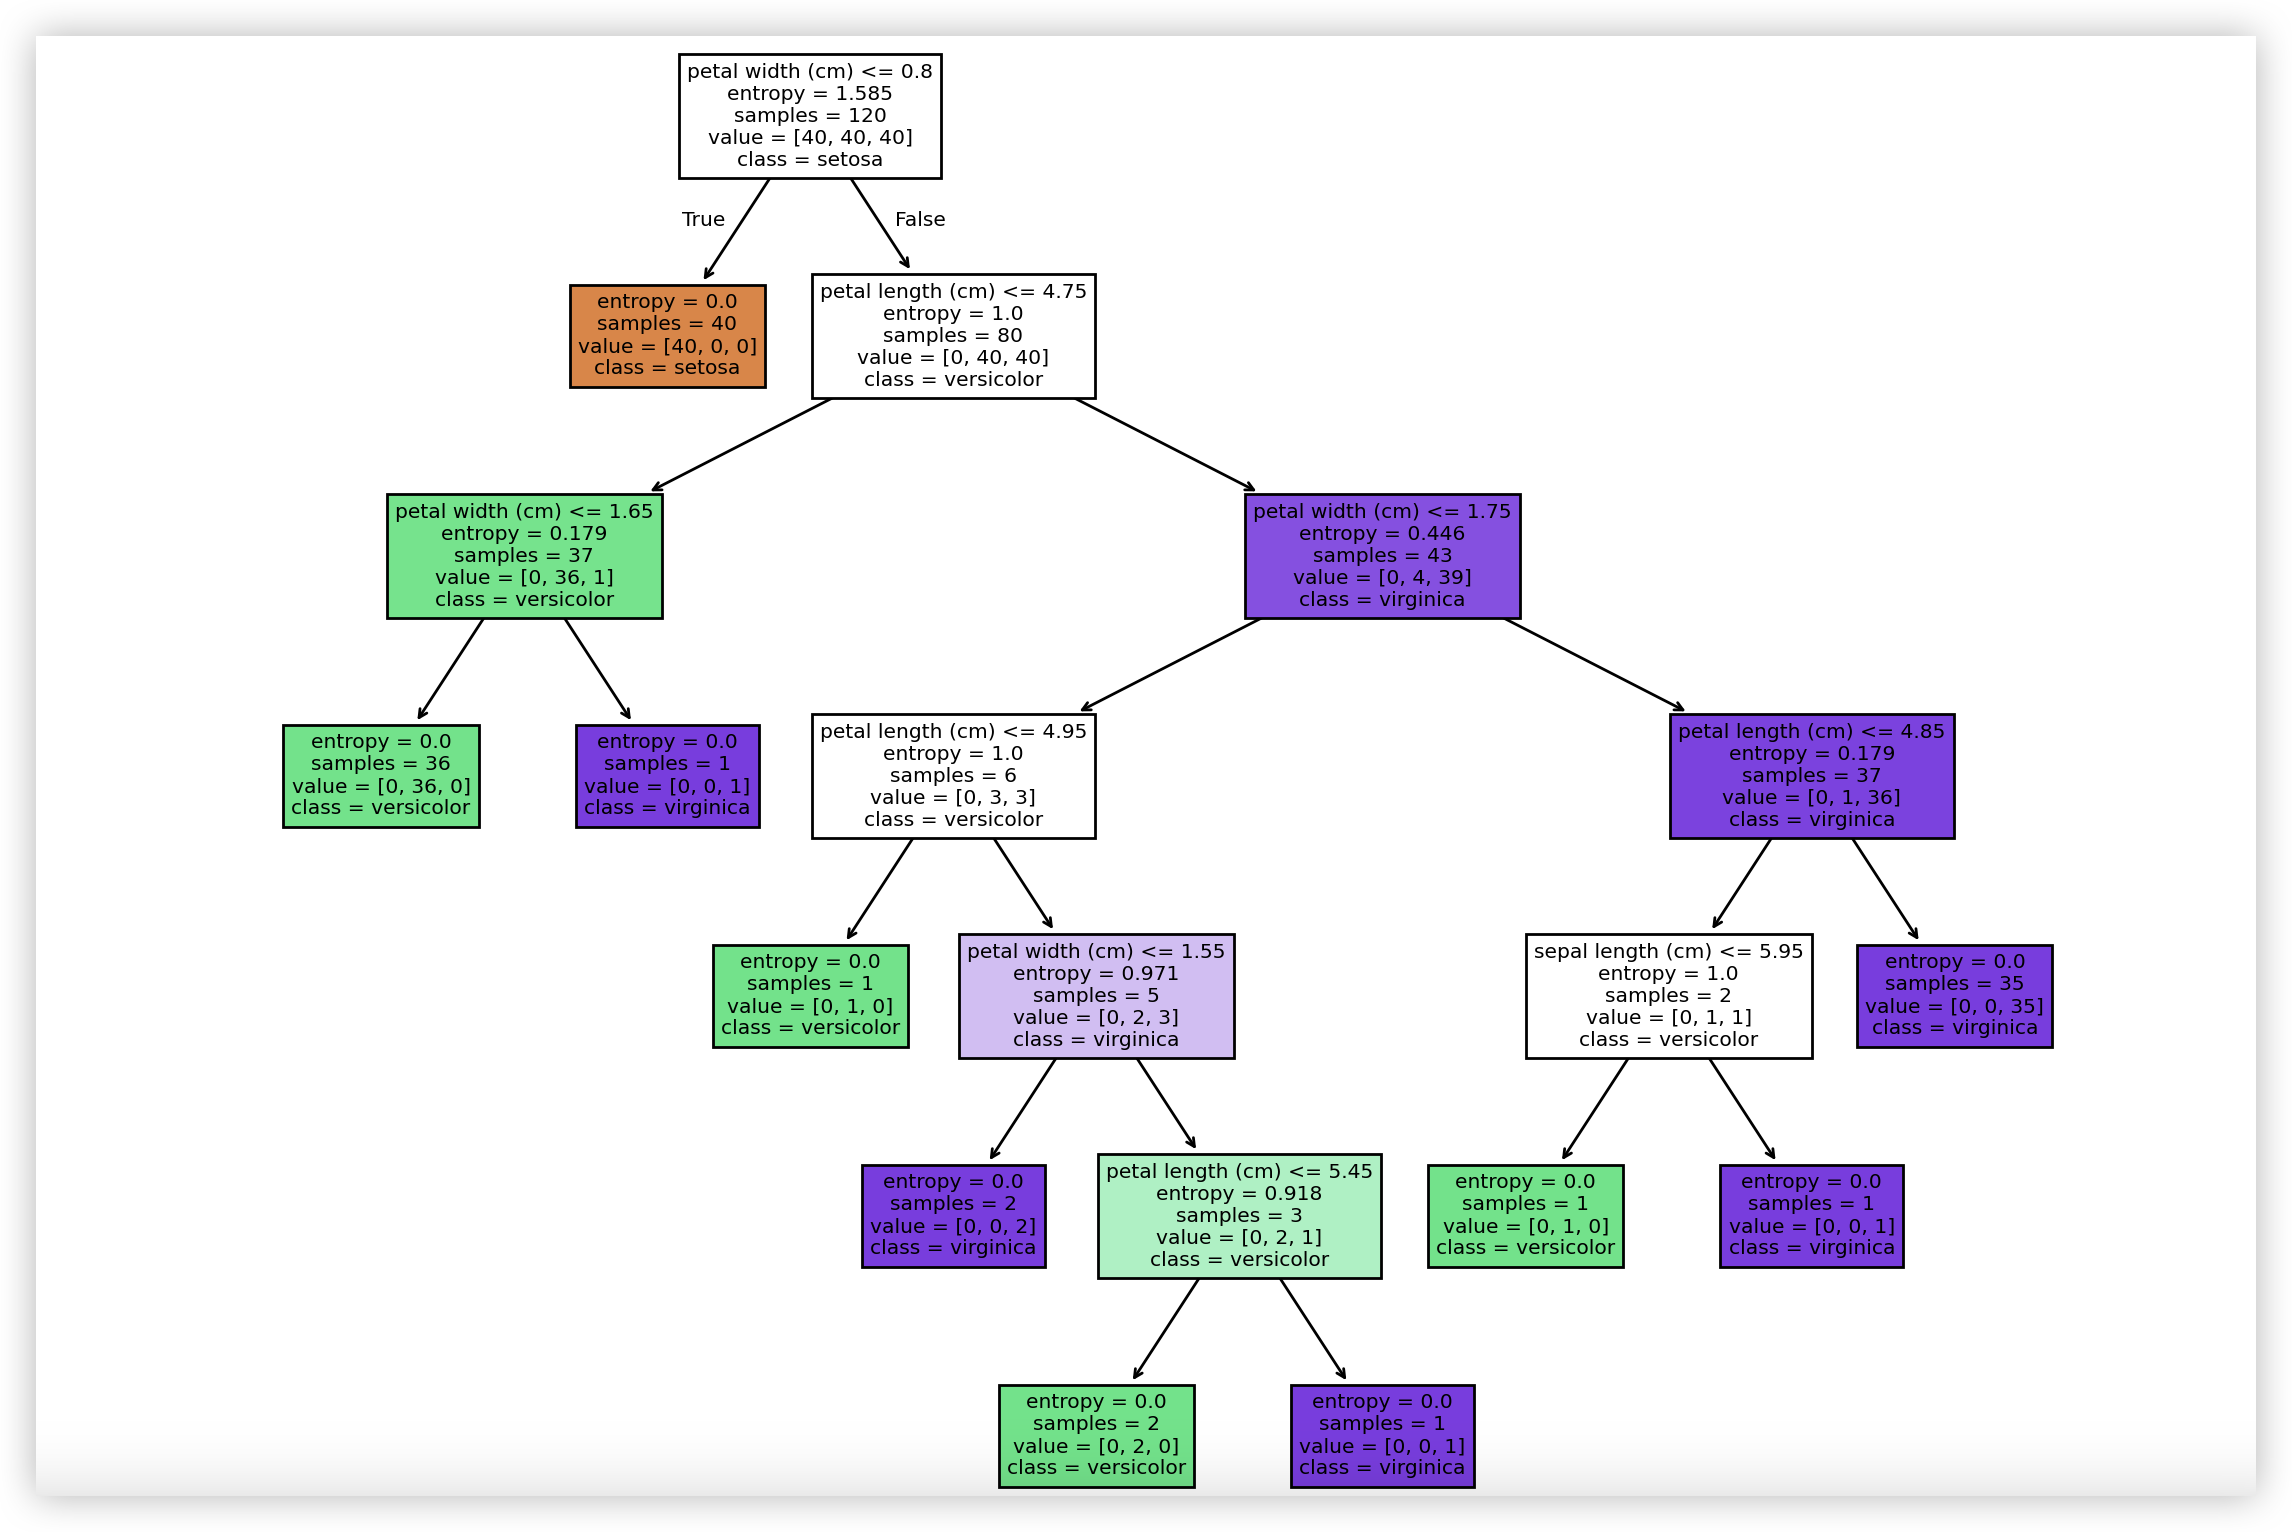 petal width (cm) <= 0.8
entropy = 1.585
samples = 120
value = [40, 40, 40]
class = setosa
True
False
entropy = 0.0
samples = 40
value = [40, 0, 0]
class = setosa
petal length (cm) <= 4.75
entropy = 1.0
samples = 80
value = [0, 40, 40]
class = versicolor
petal width (cm) <= 1.65
entropy = 0.179
samples = 37
value = [0, 36, 1]
class = versicolor
petal width (cm) <= 1.75
entropy = 0.446
samples = 43
value = [0, 4, 39]
class = virginica
entropy = 0.0
samples = 36
value = [0, 36, 0]
class = versicolor
entropy = 0.0
samples = 1
value = [0, 0, 1]
class = virginica
petal length (cm) <= 4.95
entropy = 1.0
samples = 6
value = [0, 3, 3]
class = versicolor
petal length (cm) <= 4.85
entropy = 0.179
samples = 37
value = [0, 1, 36]
class = virginica
entropy = 0.0
samples = 1
value = [0, 1, 0]
class = versicolor
petal width (cm) <= 1.55
entropy = 0.971
samples = 5
value = [0, 2, 3]
class = virginica
sepal length (cm) <= 5.95
entropy = 1.0
samples = 2
value = [0, 1, 1]
class = versicolor
entropy = 0.0
samples = 35
value = [0, 0, 35]
class = virginica
entropy = 0.0
samples = 2
value = [0, 0, 2]
class = virginica
petal length (cm) <= 5.45
entropy = 0.918
samples = 3
value = [0, 2, 1]
class = versicolor
entropy = 0.0
samples = 1
value = [0, 1, 0]
class = versicolor
entropy = 0.0
samples = 1
value = [0, 0, 1]
class = virginica
entropy = 0.0
samples = 2
value = [0, 2, 0]
class = versicolor
entropy = 0.0
samples = 1
value = [0, 0, 1]
class = virginica